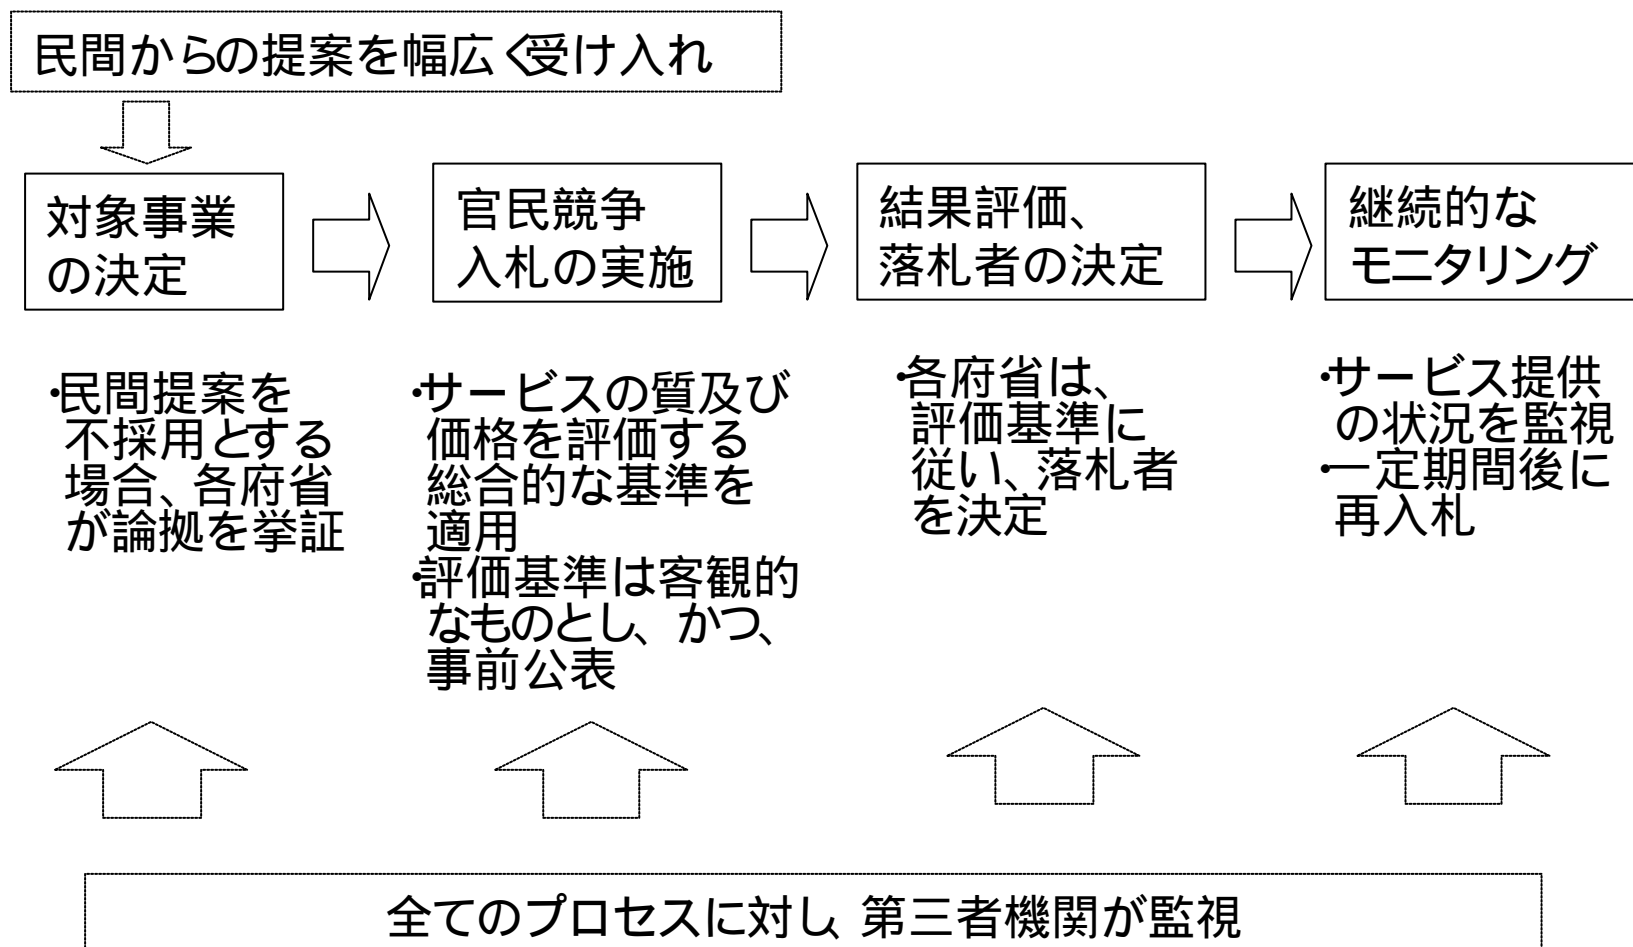 民間からの提案を幅広く受け入れ
対象事業
の決定
官民競争
入札の実施
結果評価、
落札者の決定
継続的な
モニタリング
・民間提案を
不採用とする
場合、各府省
が論拠を挙証
・サービスの質及び
価格を評価する
総合的な基準を
適用
・評価基準は客観的
なものとし、かつ、
事前公表
・各府省は、
評価基準に
従い、落札者
を決定
・サービス提供
の状況を監視
・一定期間後に
再入札
全てのプロセスに対し、第三者機関が監視